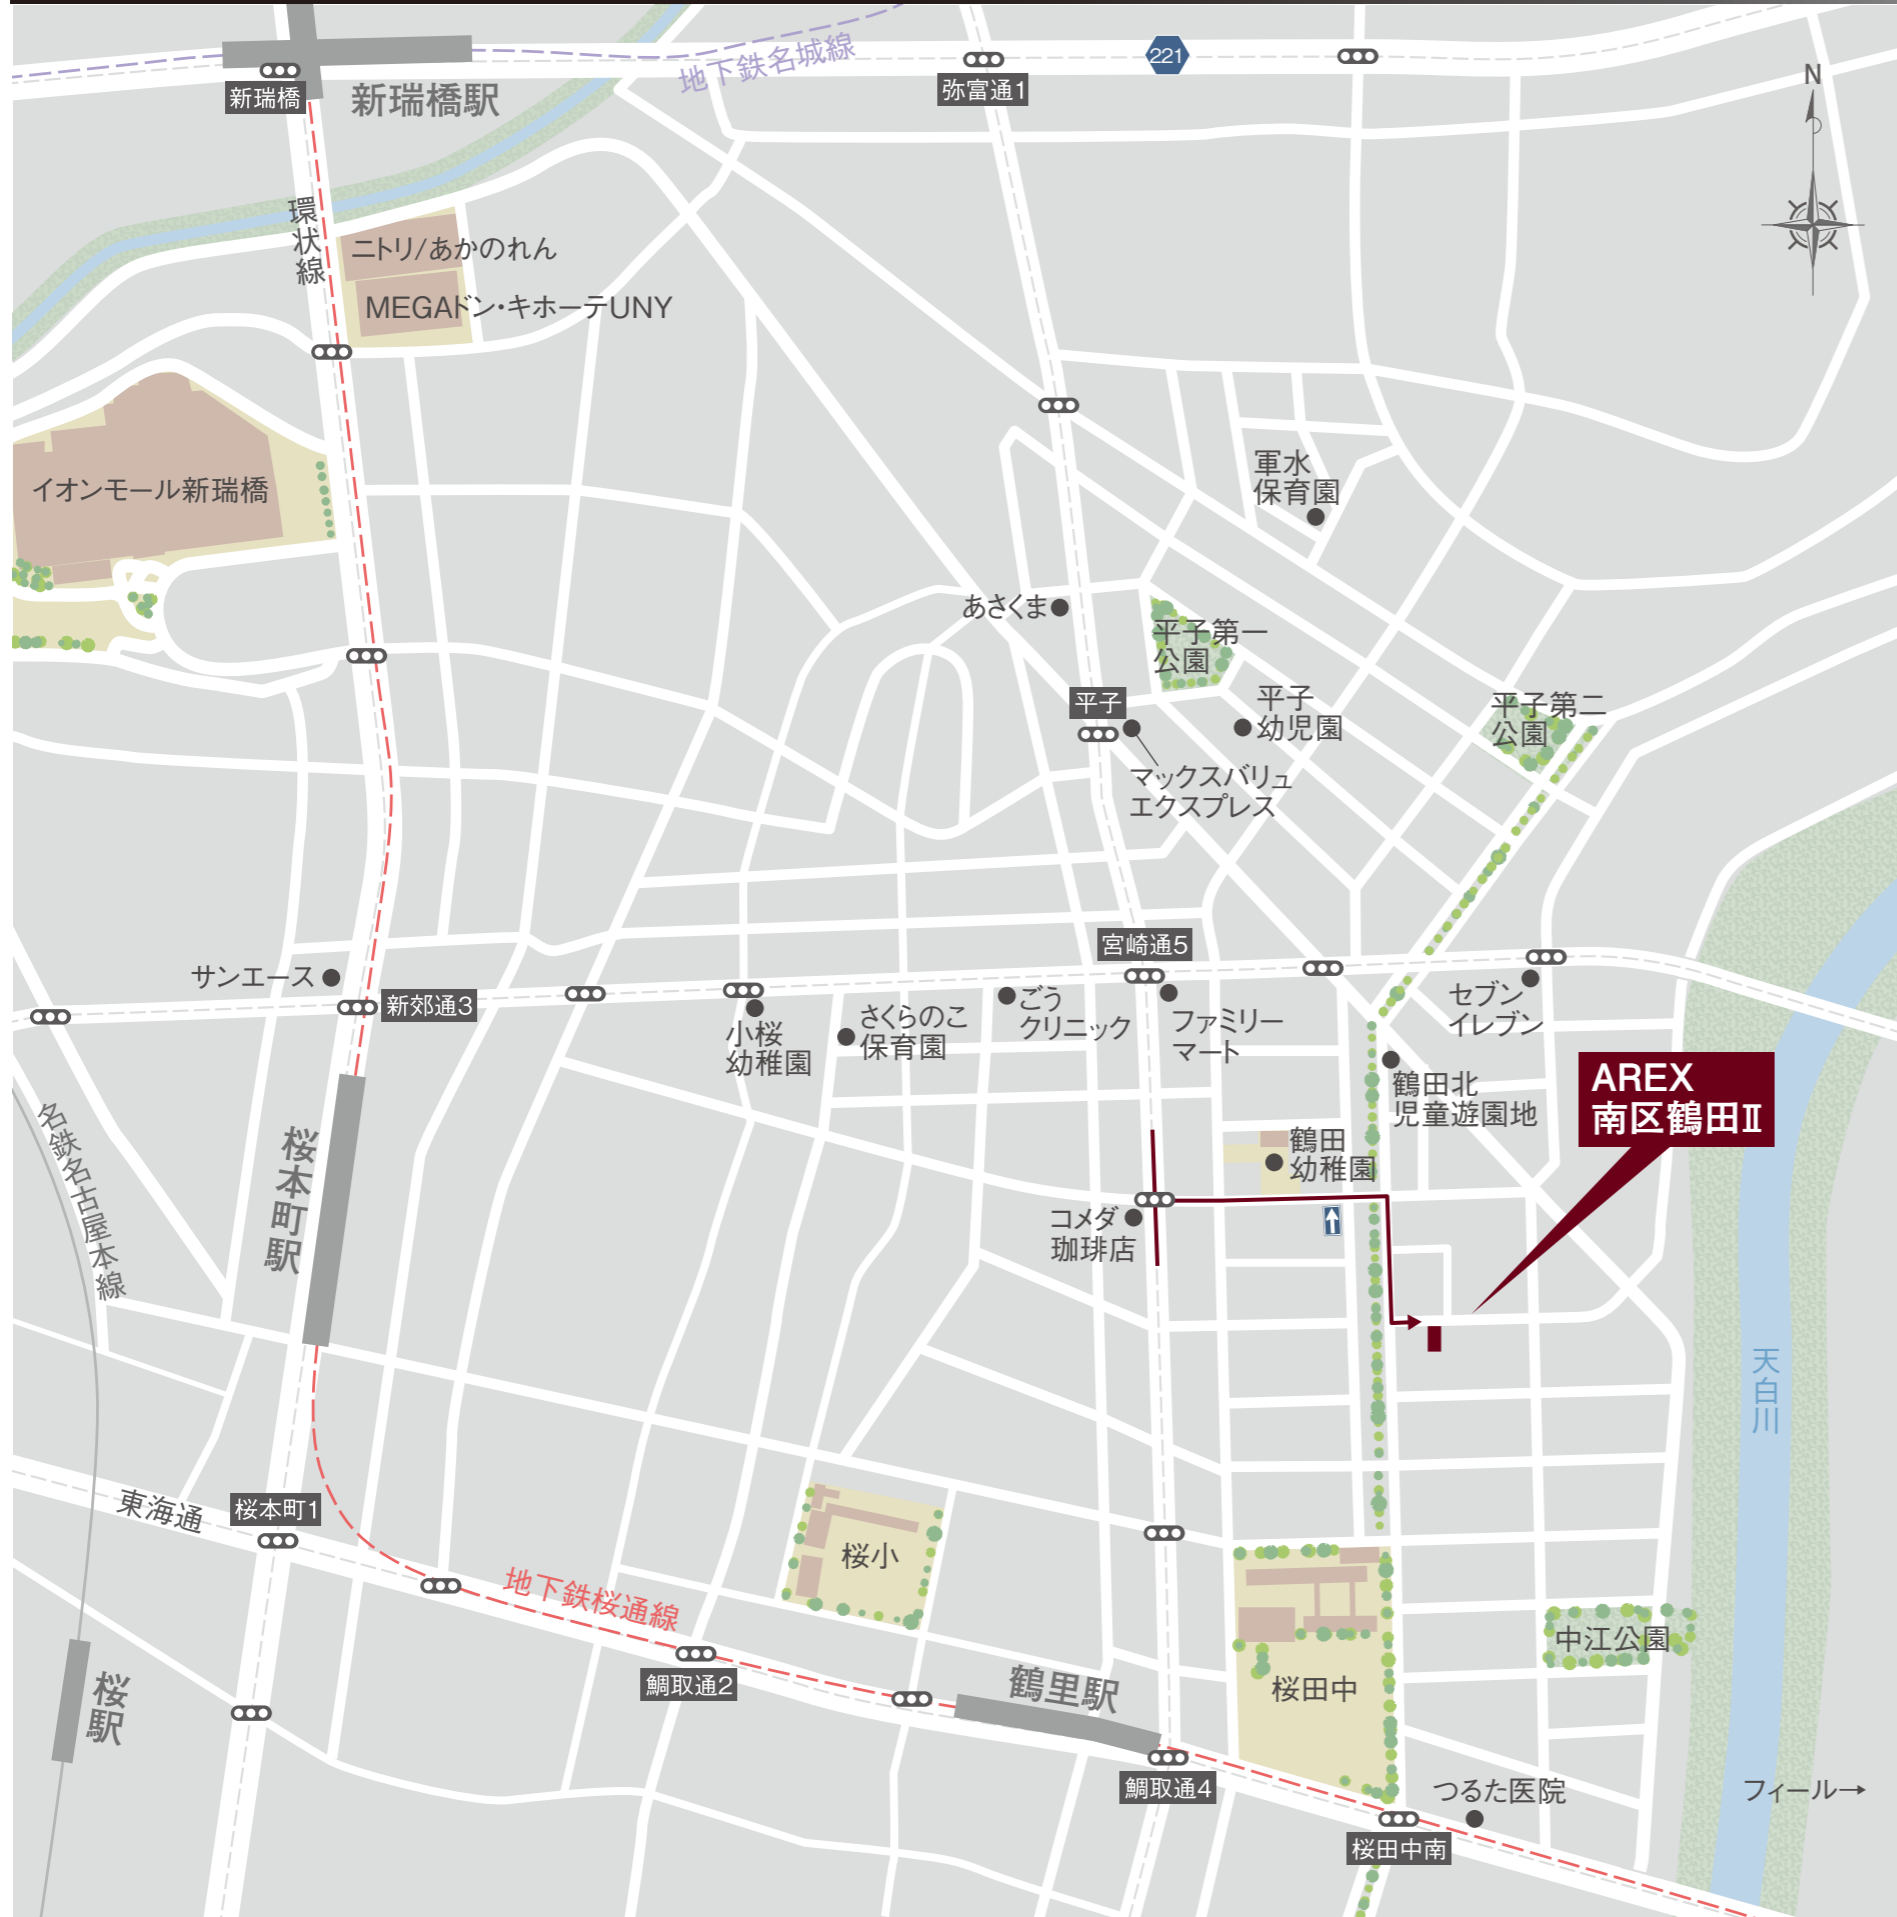 地下鉄名城線
221
新瑞橋
新瑞橋駅
弥富通1
N
環状線
ニトリ/あかのれん
MEGAドン・キホーテUNY
イオンモール新瑞橋
軍水
保育園
あさくま
平子第一
公園
平子
平子
幼児園
平子第二
公園
マックスバリュ
エクスプレス
宮崎通5
サンエース
新郊通3
小桜
幼稚園
さくらのこ
保育園
ごう
クリニック
ファミリー
マート
セブン
イレブン
鶴田北
児童遊園地
AREX
南区鶴田Ⅱ
名鉄名古屋本線
桜本町駅
鶴田
幼稚園
コメダ
珈琲店
天白川
東海通
桜本町1
地下鉄桜通線
桜小
中江公園
桜駅
鯛取通2
鶴里駅
桜田中
鯛取通4
つるた医院
フィール→
桜田中南